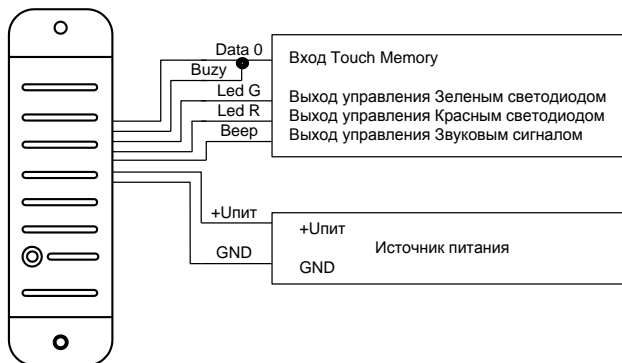 Data 0
Вход Touch Memory
Buzy
Led G
Выход управления Зеленым светодиодом
Led R
Выход управления Красным светодиодом
Beep
Выход управления Звуковым сигналом
+Uпит
+Uпит
Источник питания
GND
GND